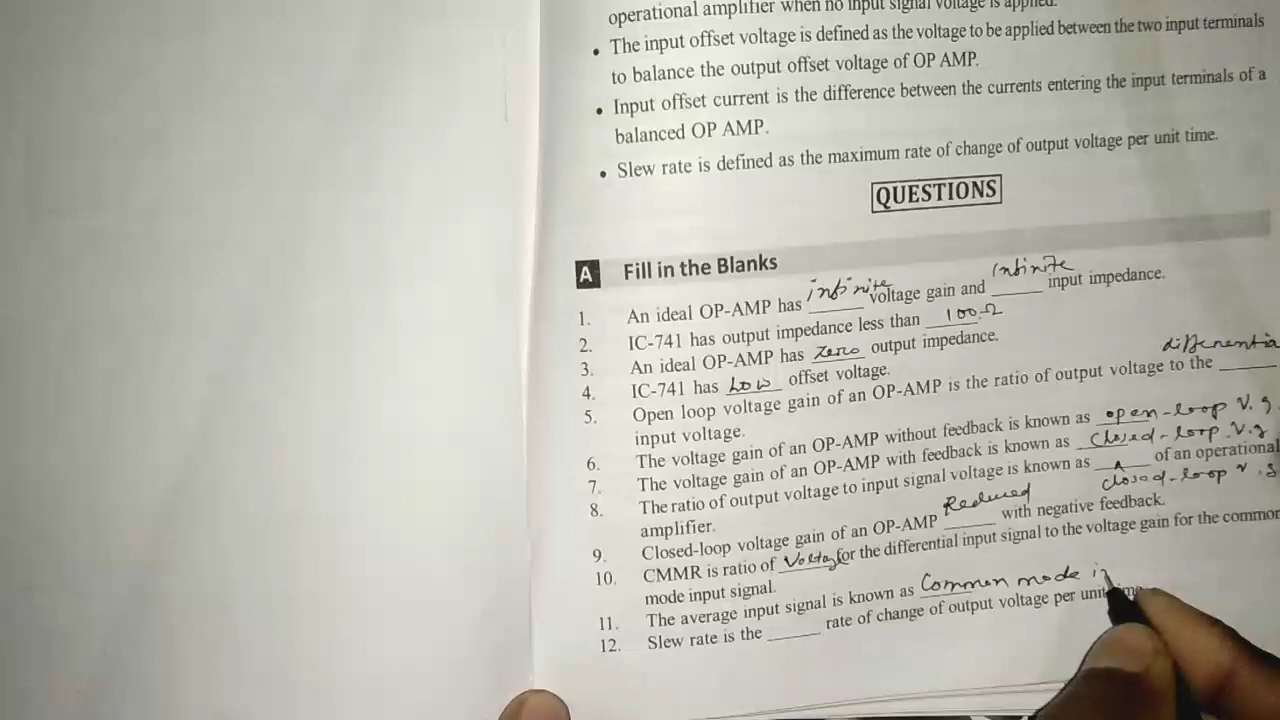 operational amplifier when no input signal voltage is applied.
• The input offset voltage is defined as the voltage to be applied between the two input terminals
to balance the output offset voltage of OP AMP.
• Input offset current is the difference between the currents entering the input terminals of a
balanced OP AMP.
• Slew rate is defined as the maximum rate of change of output voltage per unit time.
QUESTIONS
A Fill in the Blanks
1. An ideal OP-AMP has infinite voltage gain and infinite input impedance.
2. IC-741 has output impedance less than 100Ω
3. An ideal OP-AMP has Zero output impedance.
4. IC-741 has Low offset voltage.
5. Open loop voltage gain of an OP-AMP is the ratio of output voltage to the differentia
input voltage.
6. The voltage gain of an OP-AMP without feedback is known as open-loop V.g.
7. The voltage gain of an OP-AMP with feedback is known as Closed-loop V.g
8. The ratio of output voltage to input signal voltage is known as closed-loop v.g of an operational
amplifier.
9. Closed-loop voltage gain of an OP-AMP Reduced with negative feedback.
10. CMMR is ratio of Voltage for the differential input signal to the voltage gain for the common
mode input signal.
11. The average input signal is known as Common mode i
12. Slew rate is the ______ rate of change of output voltage per unit